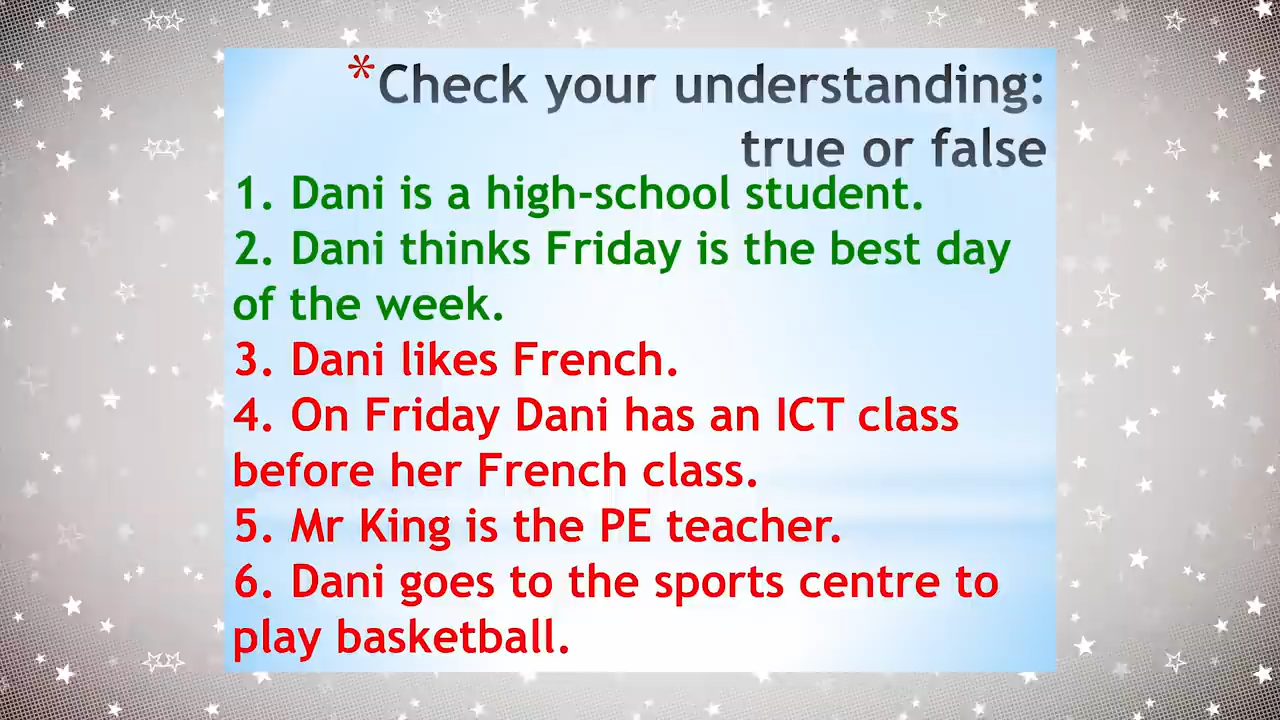 *Check your understanding:
true or false
1. Dani is a high-school student.
2. Dani thinks Friday is the best day
of the week.
3. Dani likes French.
4. On Friday Dani has an ICT class
before her French class.
5. Mr King is the PE teacher.
6. Dani goes to the sports centre to
play basketball.